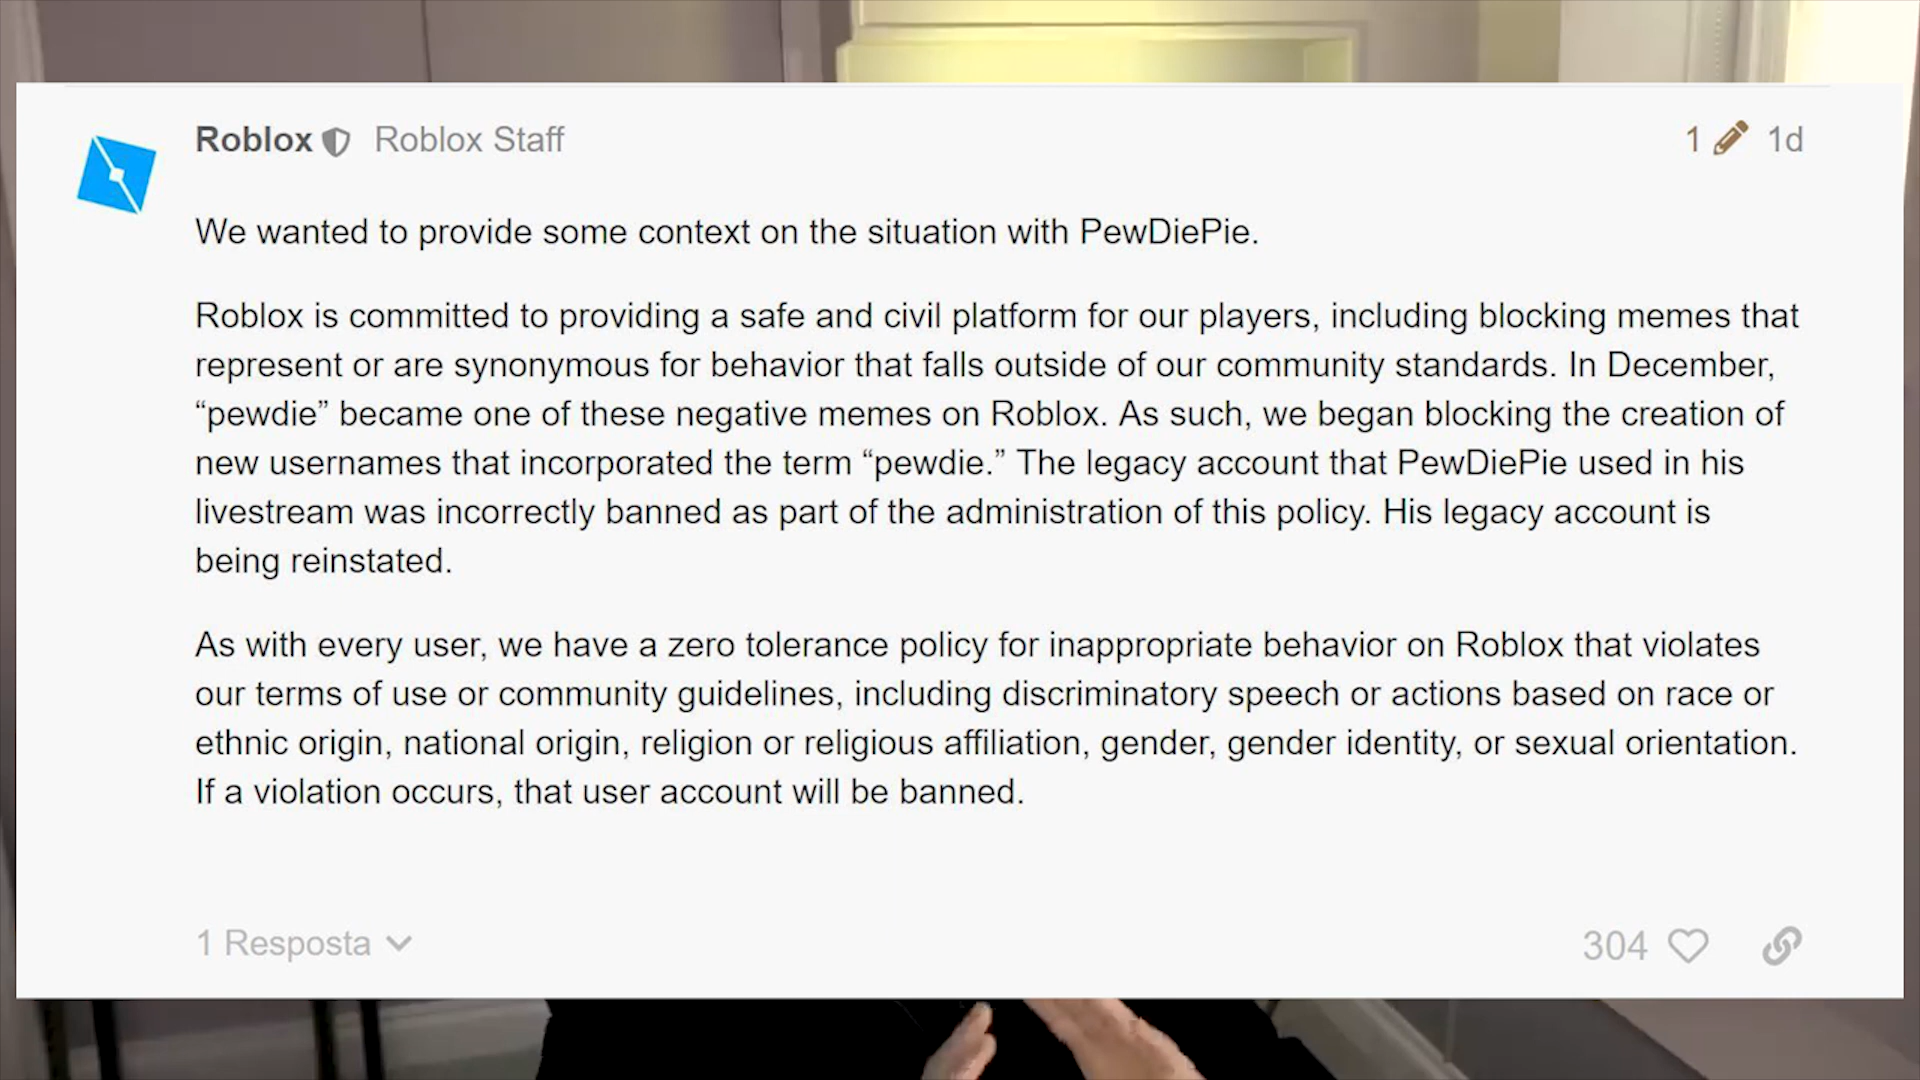 Roblox Roblox Staff 1 1d
We wanted to provide some context on the situation with PewDiePie.
Roblox is committed to providing a safe and civil platform for our players, including blocking memes that
represent or are synonymous for behavior that falls outside of our community standards. In December,
“pewdie” became one of these negative memes on Roblox. As such, we began blocking the creation of
new usernames that incorporated the term “pewdie.” The legacy account that PewDiePie used in his
livestream was incorrectly banned as part of the administration of this policy. His legacy account is
being reinstated.
As with every user, we have a zero tolerance policy for inappropriate behavior on Roblox that violates
our terms of use or community guidelines, including discriminatory speech or actions based on race or
ethnic origin, national origin, religion or religious affiliation, gender, gender identity, or sexual orientation.
If a violation occurs, that user account will be banned.
1 Resposta 304